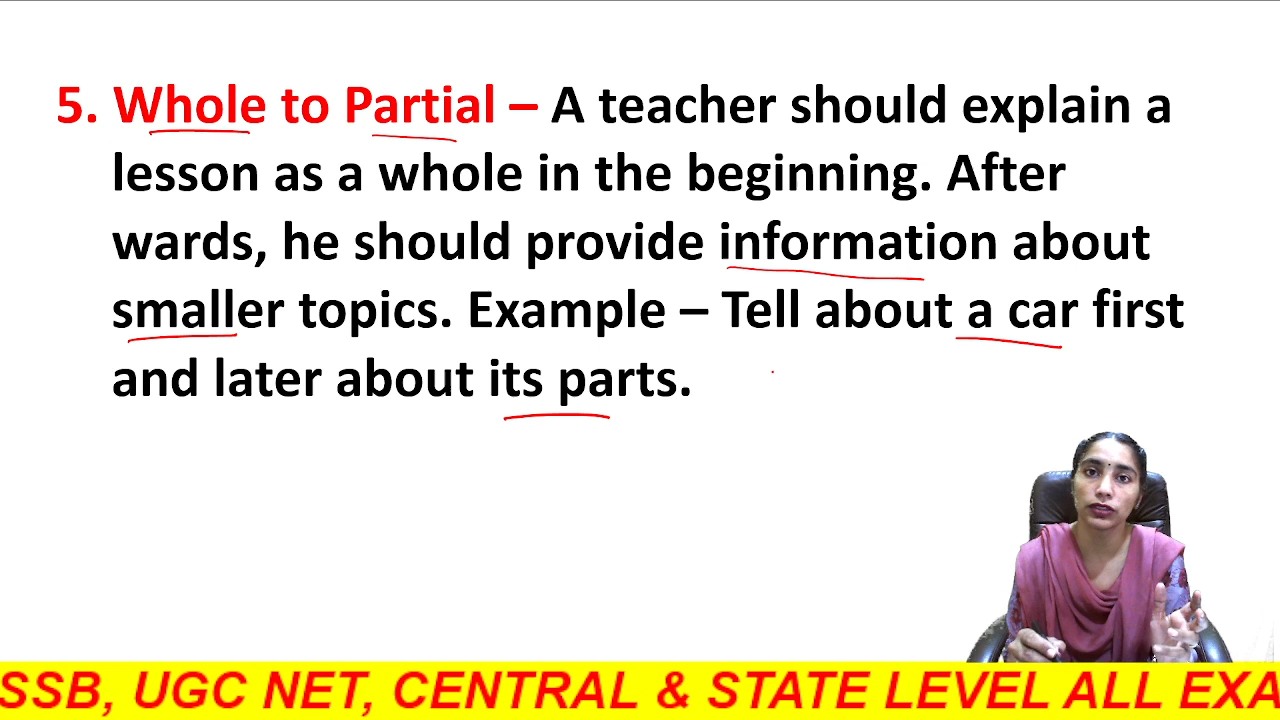 5. Whole to Partial – A teacher should explain a
lesson as a whole in the beginning. After
wards, he should provide information about
smaller topics. Example – Tell about a car first
and later about its parts.
SSB, UGC NET, CENTRAL & STATE LEVEL ALL EXA